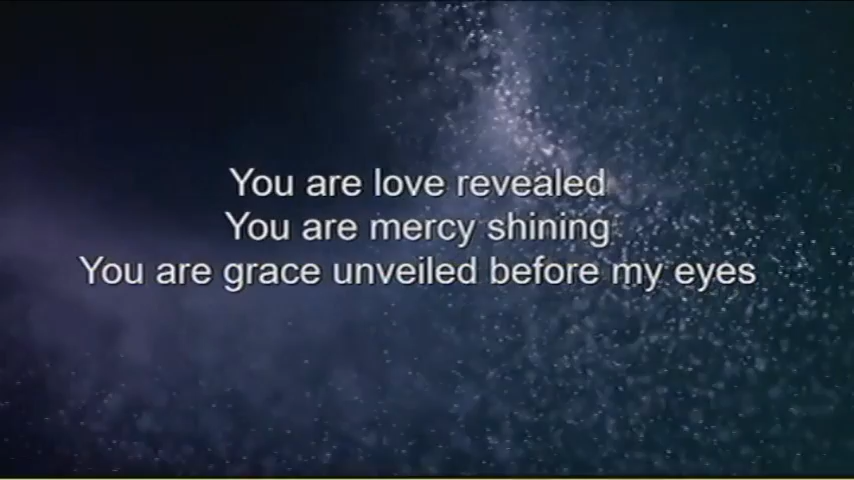 You are love revealed
You are mercy shining
You are grace unveiled before my eyes